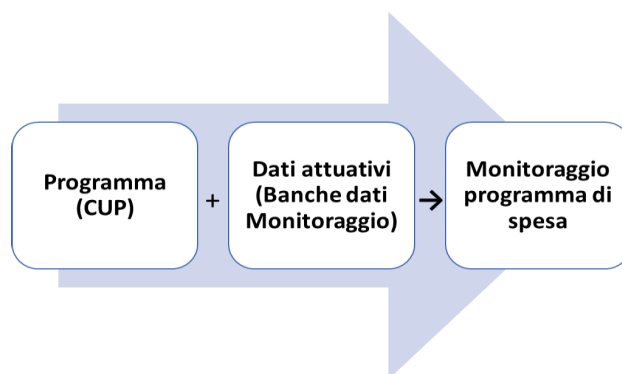 Programma
(CUP)
+
Dati attuativi
(Banche dati
Monitoraggio)
→
Monitoraggio
programma di
spesa